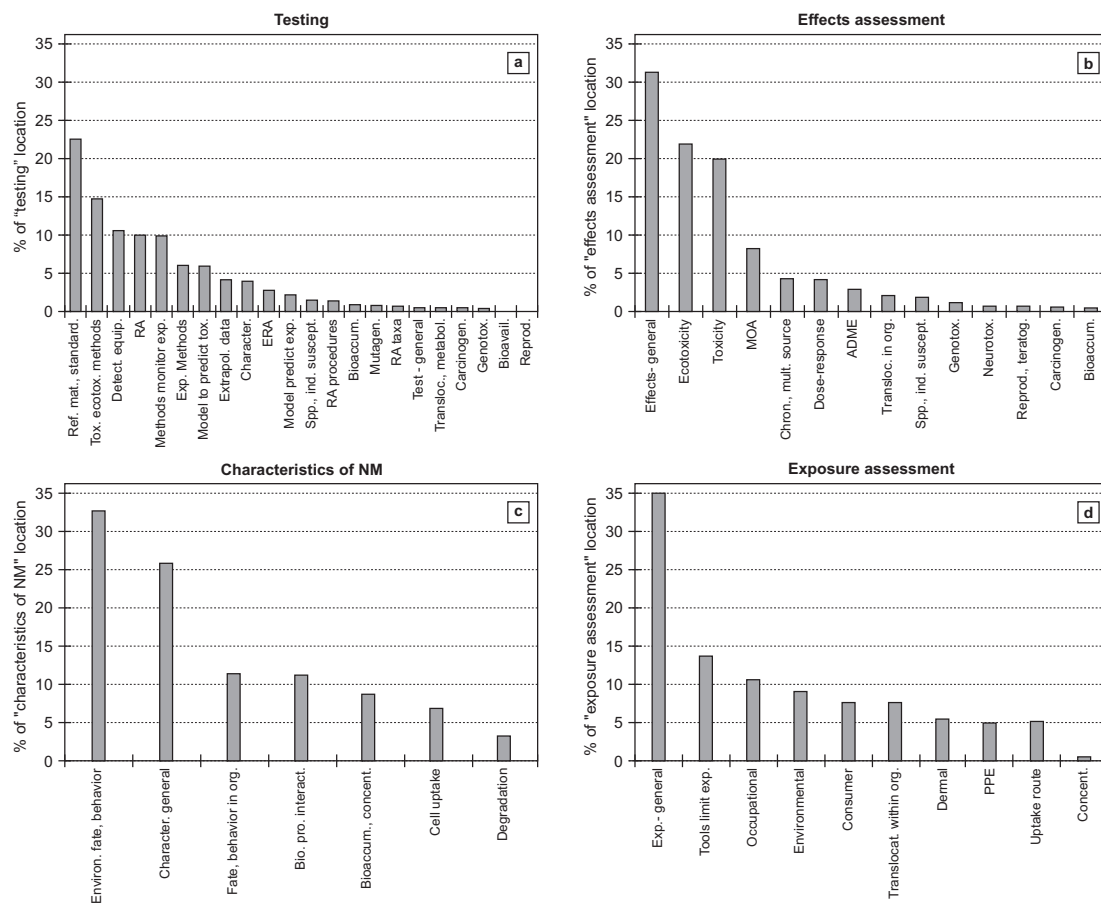 Testing
a
% of "testing" location
35
30
25
20
15
10
5
0
Ref. mat., standard.
Tox. ecotox. methods
Detect. equip.
RA
Methods monitor exp.
Exp. Methods
Model to predict tox.
Extrapol. data
Character.
ERA
Model predict exp.
Spp., ind. suscept.
RA procedures
Bioaccum.
Mutagen.
RA taxa
Test - general
Transloc., metabol.
Carcinogen.
Genotox.
Bioavail.
Reprod.
Effects assessment
b
% of "effects assessment" location
35
30
25
20
15
10
5
0
Effects- general
Ecotoxicity
Toxicity
MOA
Chron., mult. source
Dose-response
ADME
Transloc. in org.
Spp., ind. suscept.
Genotox.
Neurotox.
Reprod., teratog.
Carcinogen.
Bioaccum.
Characteristics of NM
c
% of "characteristics of NM" location
35
30
25
20
15
10
5
0
Environ. fate, behavior
Character. general
Fate, behavior in org.
Bio. pro. interact.
Bioaccum., concent.
Cell uptake
Degradation
Exposure assessment
d
% of "exposure assessment" location
35
30
25
20
15
10
5
0
Exp.- general
Tools limit exp.
Occupational
Environmental
Consumer
Translocat. within org.
Dermal
PPE
Uptake route
Concent.